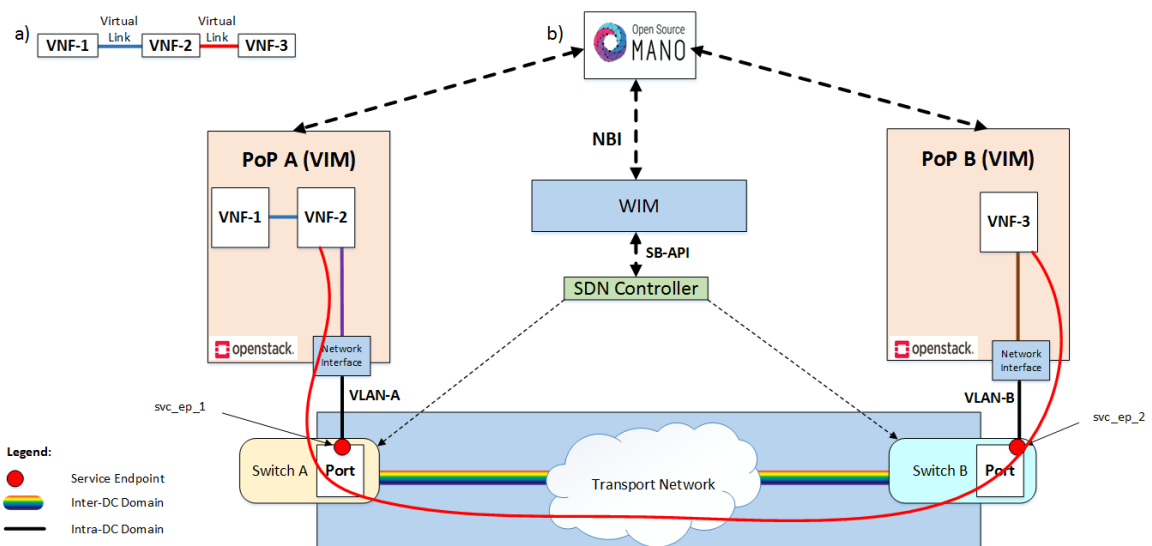 a)
Virtual
Link
Virtual
Link
VNF-1
VNF-2
VNF-3
b)
Open Source
MANO
NBI
PoP A (VIM)
VNF-1
VNF-2
openstack.
Network
Interface
VLAN-A
WIM
SB-API
SDN Controller
PoP B (VIM)
VNF-3
openstack.
Network
Interface
VLAN-B
svc_ep_1
svc_ep_2
Switch A
Port
Transport Network
Switch B
Port
Legend:
Service Endpoint
Inter-DC Domain
Intra-DC Domain